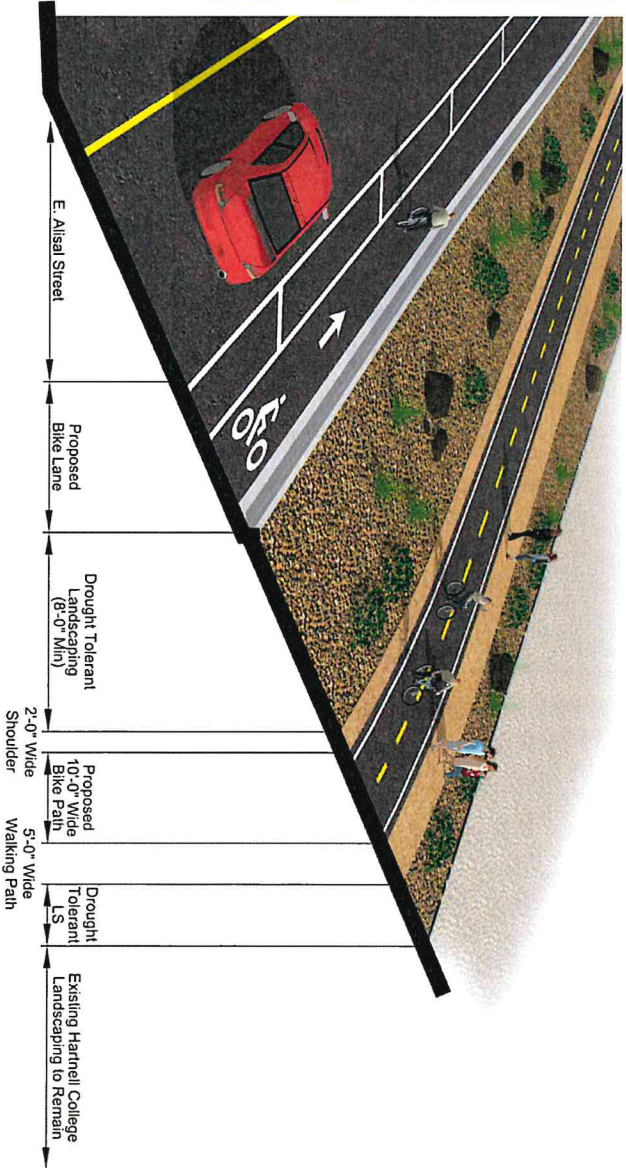 E. Alisal Street
Proposed
Bike Lane
Drought Tolerant
Landscaping
(8'-0" Min)
2'-0" Wide
Shoulder
Proposed
10'-0" Wide
Bike Path
5'-0" Wide
Walking Path
Drought
Tolerant
LS
Existing Hartnell College
Landscaping to Remain